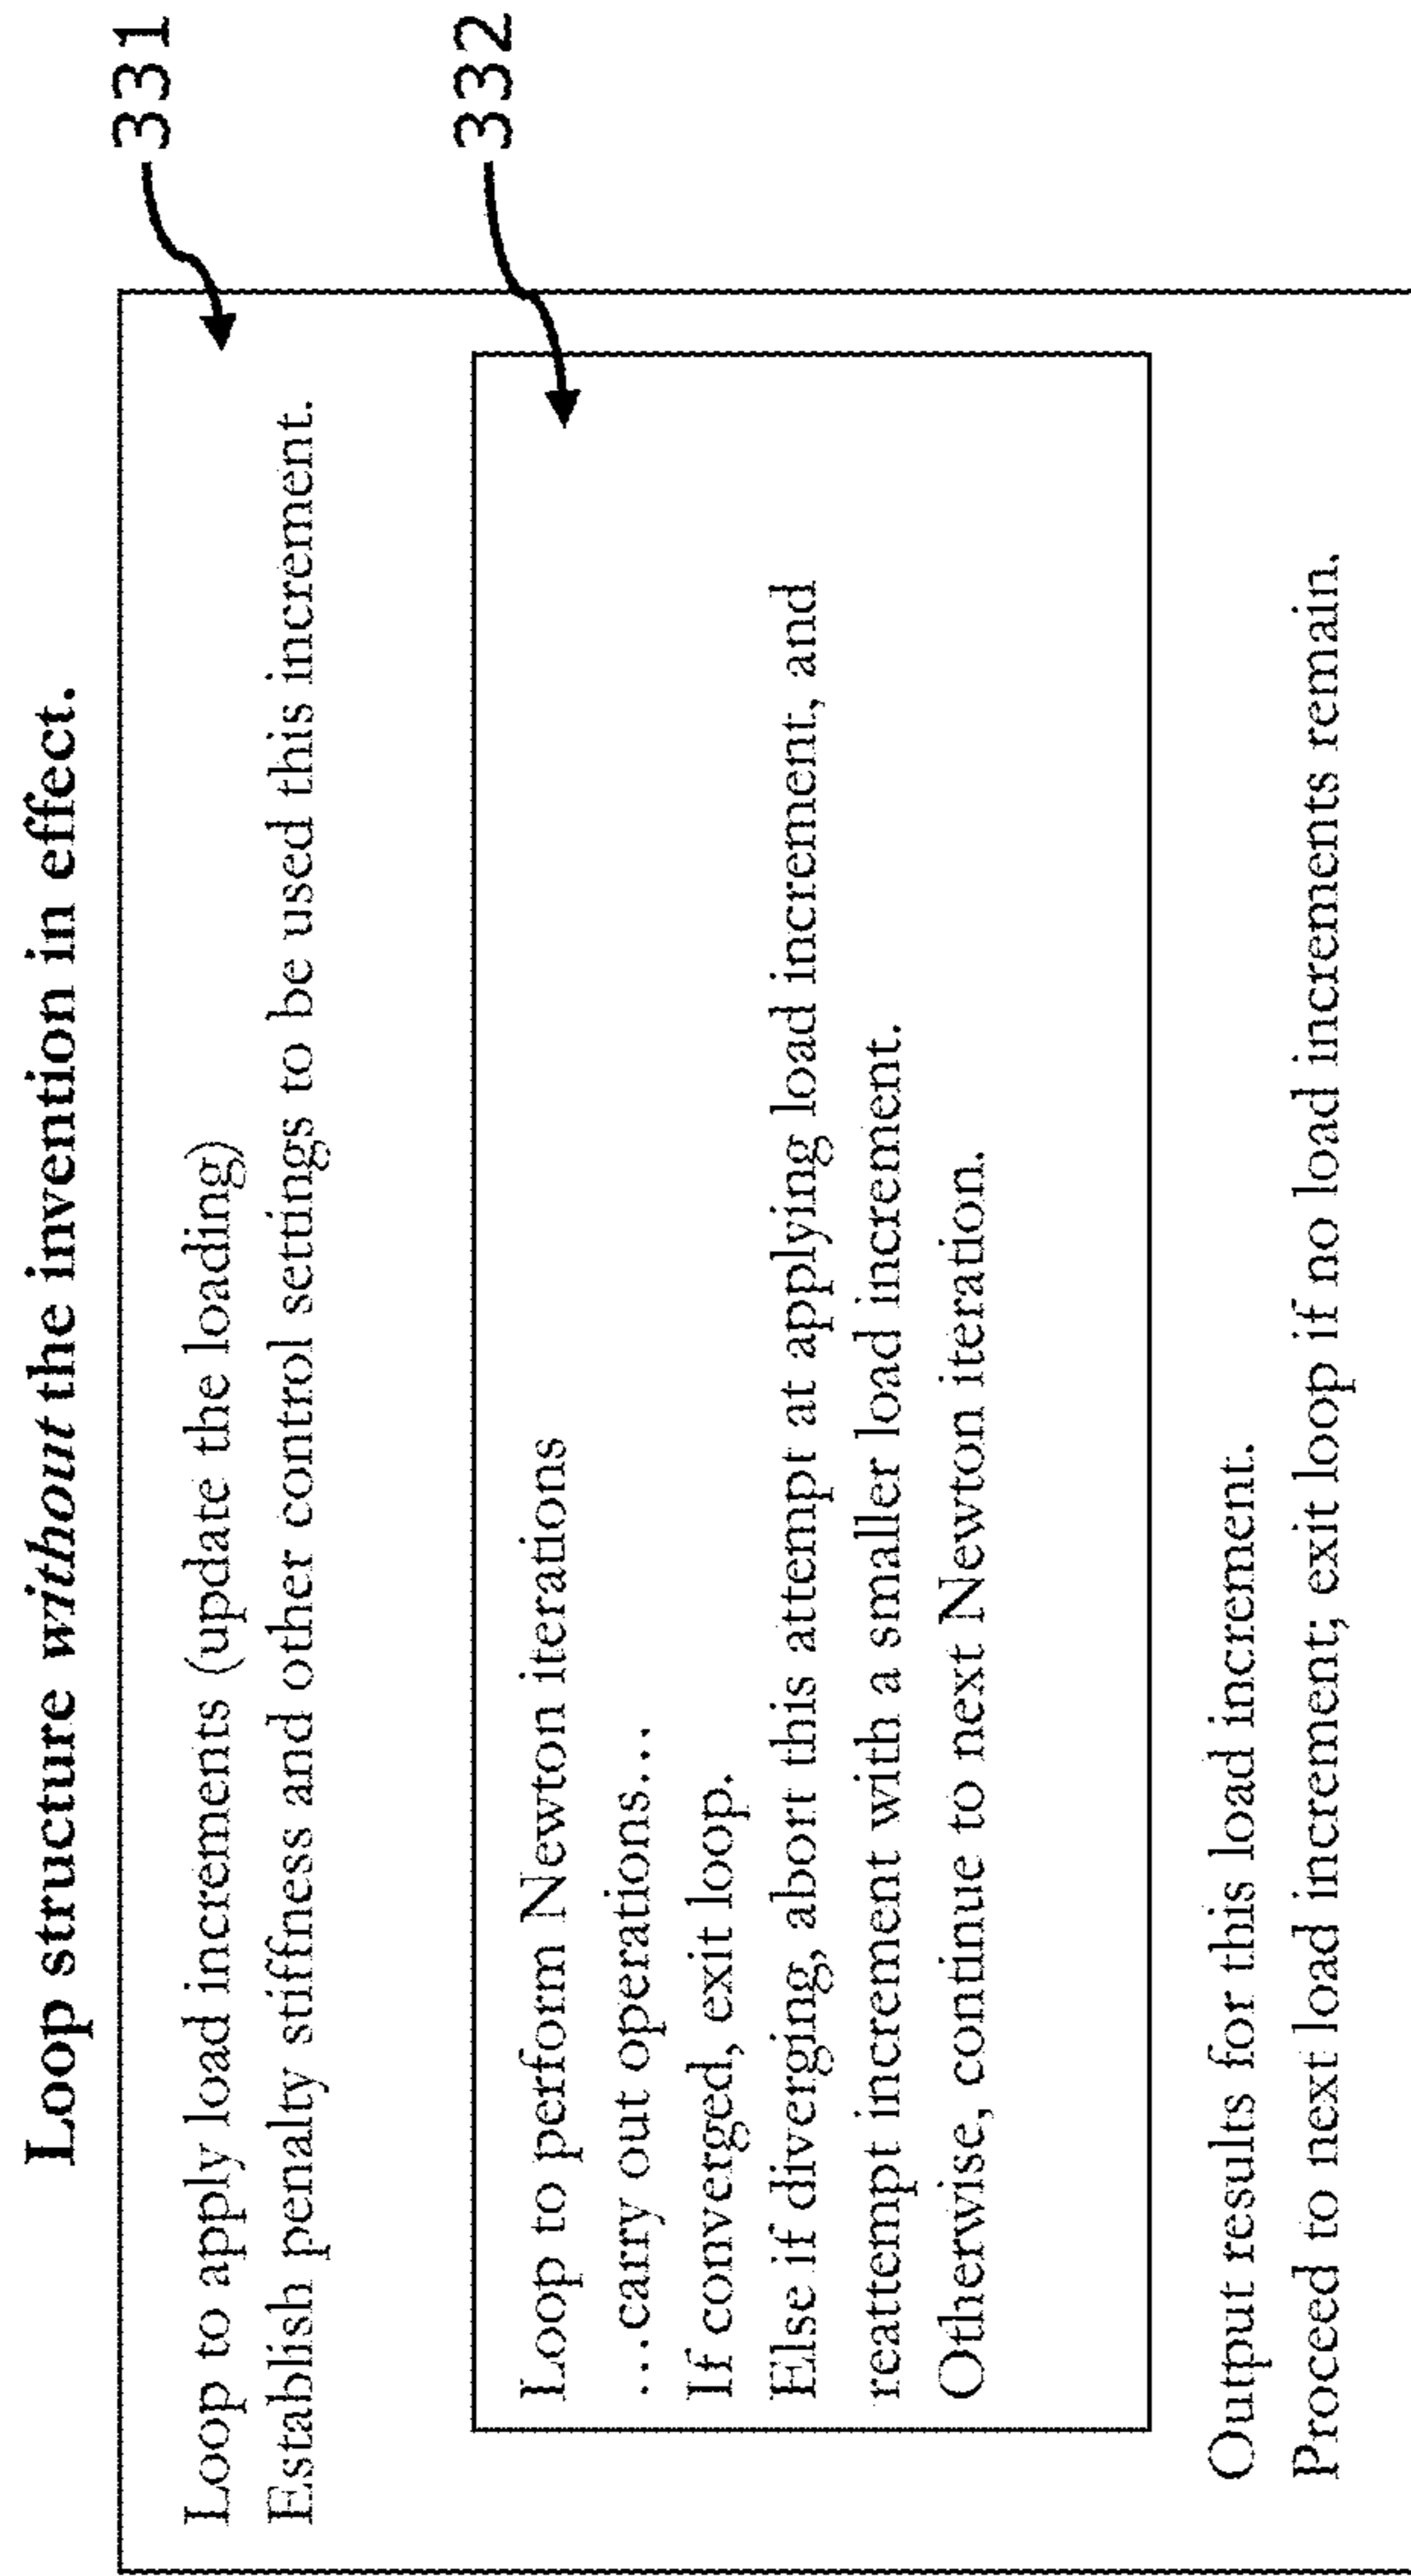 Loop structure without the invention in effect.
331
Loop to apply load increments (update the loading)
Establish penalty stiffness and other control settings to be used this increment.
332
Loop to perform Newton iterations
…carry out operations…
If converged, exit loop.
Else if diverging, abort this attempt at applying load increment, and
reattempt increment with a smaller load increment.
Otherwise, continue to next Newton iteration.
Output results for this load increment.
Proceed to next load increment; exit loop if no load increments remain.